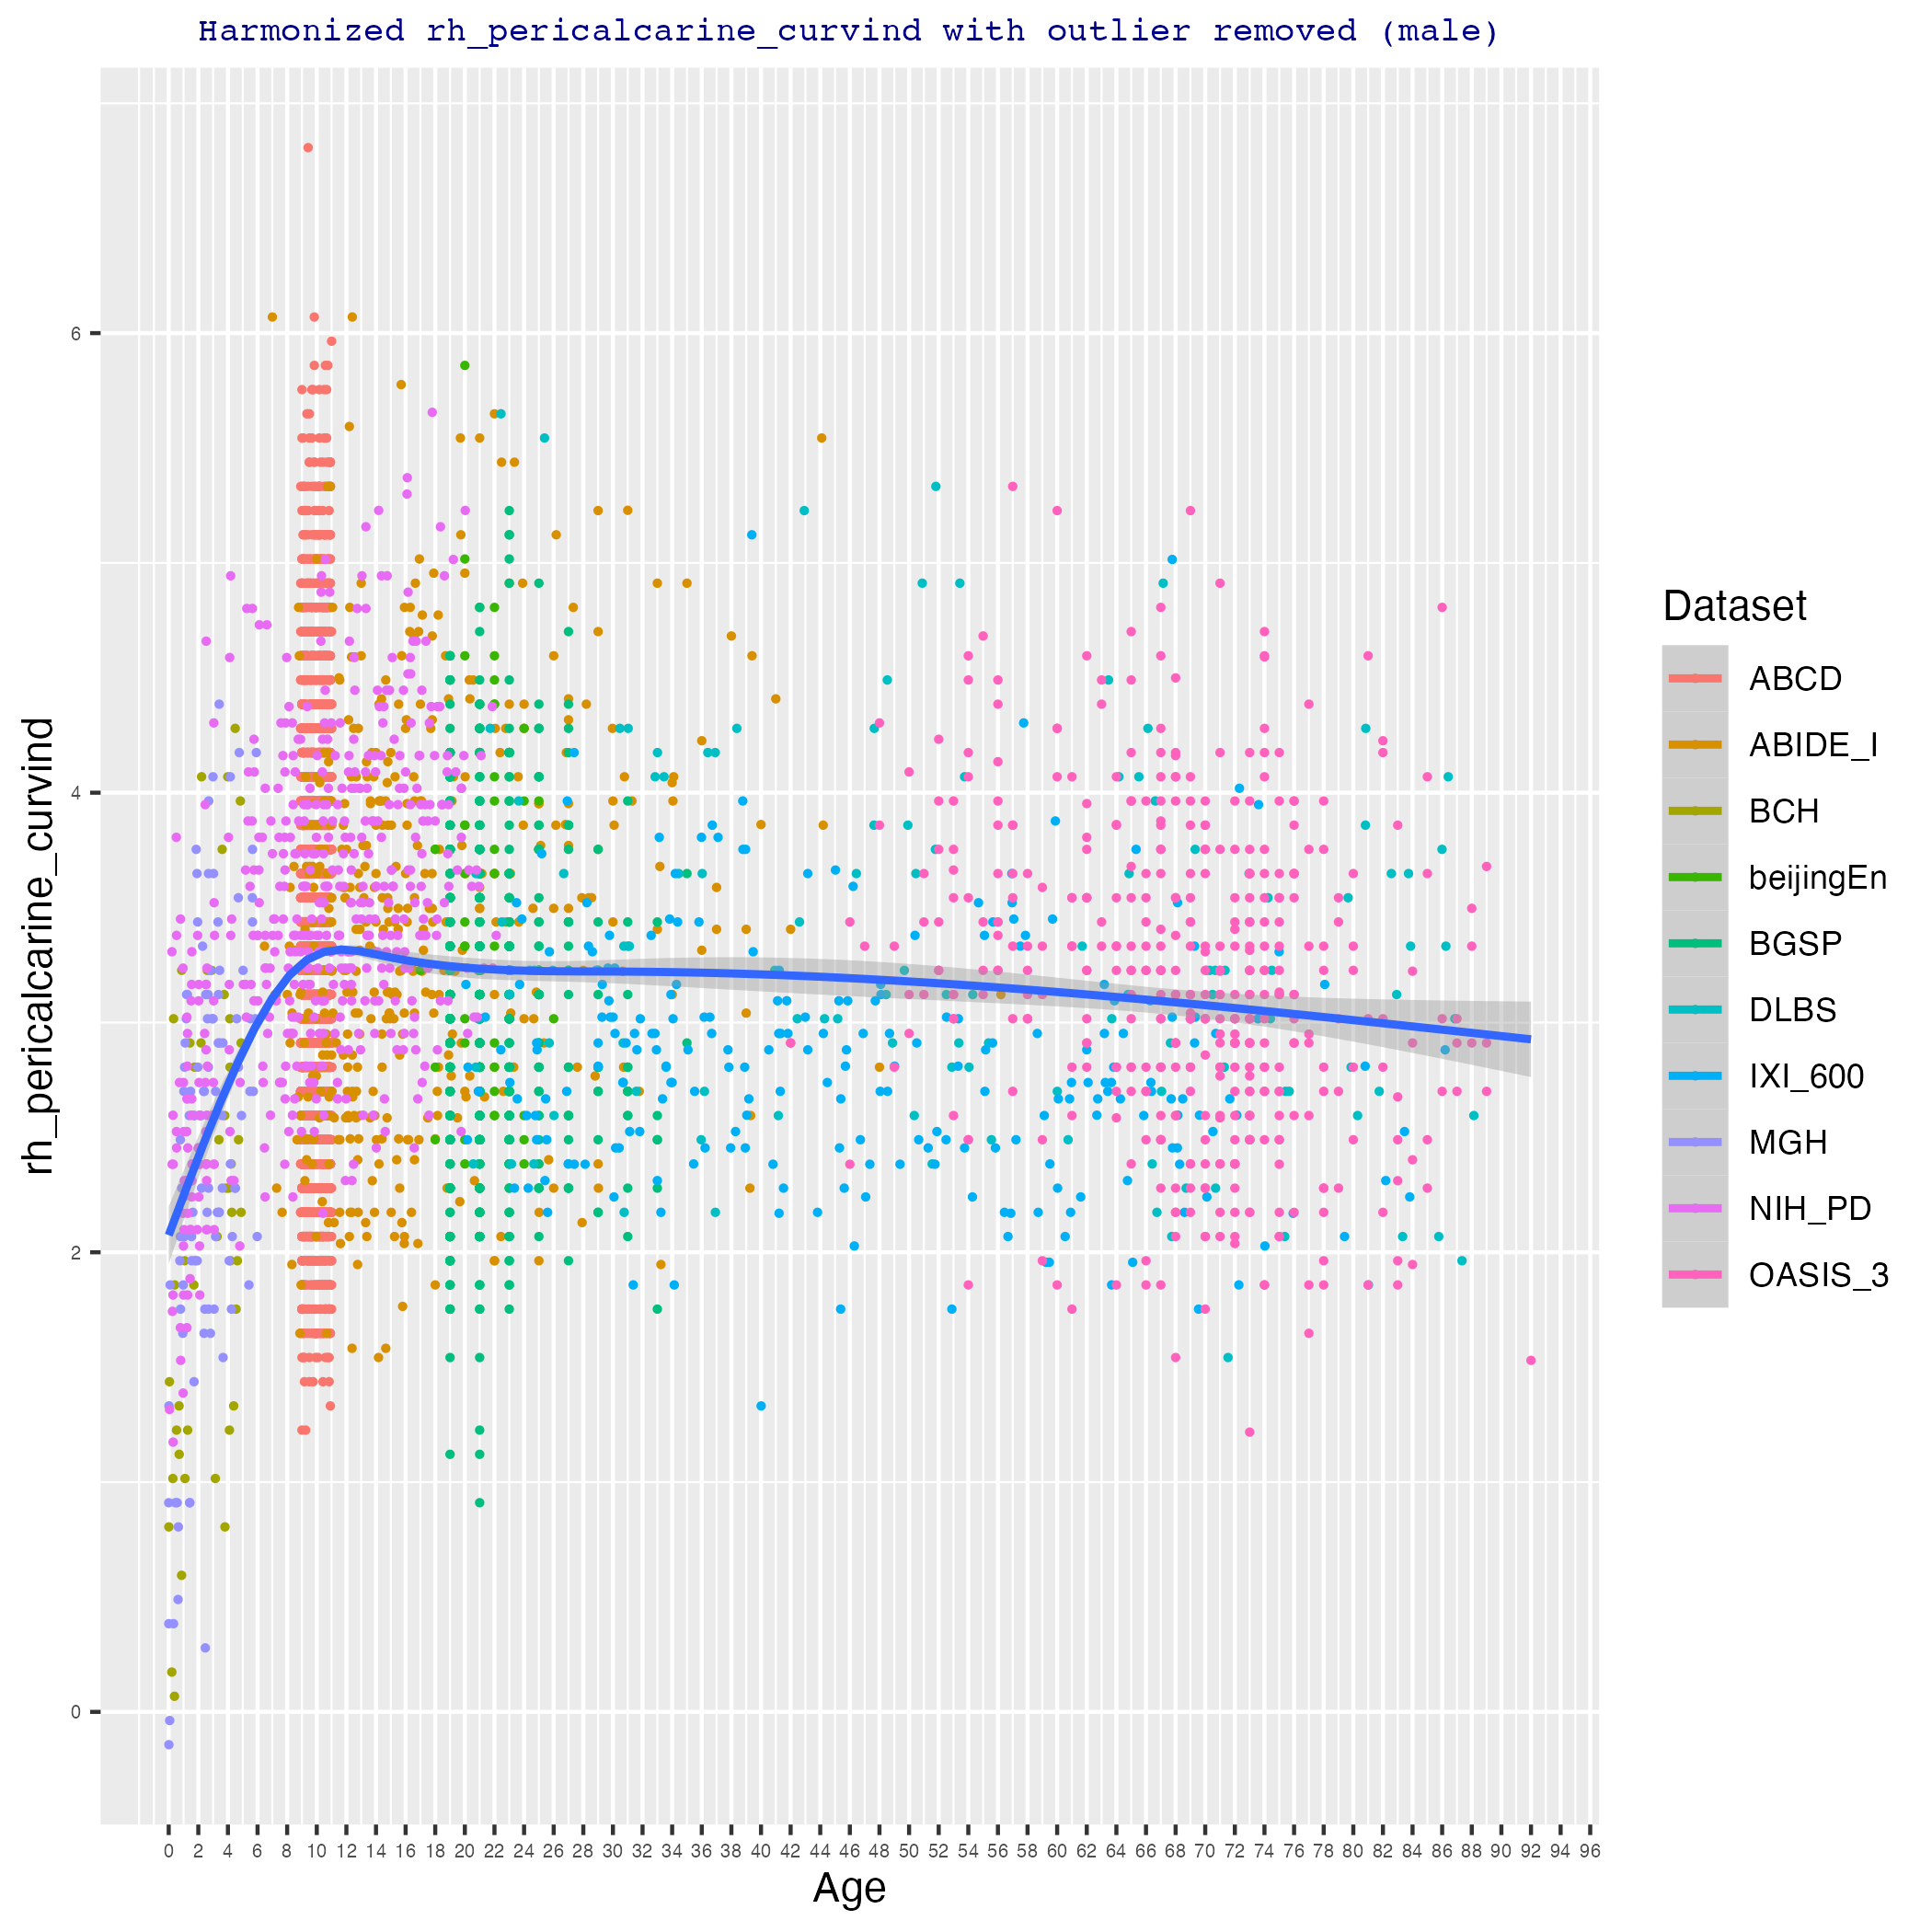 Harmonized rh_pericalcarine_curvind with outlier removed (male)
rh_pericalcarine_curvind
6
4
2
0
0 2 4 6 8 10 12 14 16 18 20 22 24 26 28 30 32 34 36 38 40 42 44 46 48 50 52 54 56 58 60 62 64 66 68 70 72 74 76 78 80 82 84 86 88 90 92 94 96
Age
Dataset
ABCD
ABIDE_I
BCH
beijingEn
BGSP
DLBS
IXI_600
MGH
NIH_PD
OASIS_3